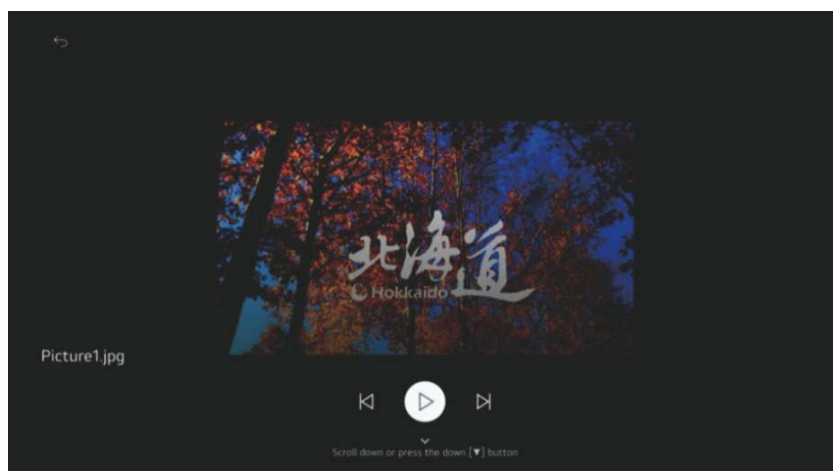 北海道
Hokkaido
Picture1.jpg
Scroll down or press the down [▼] button